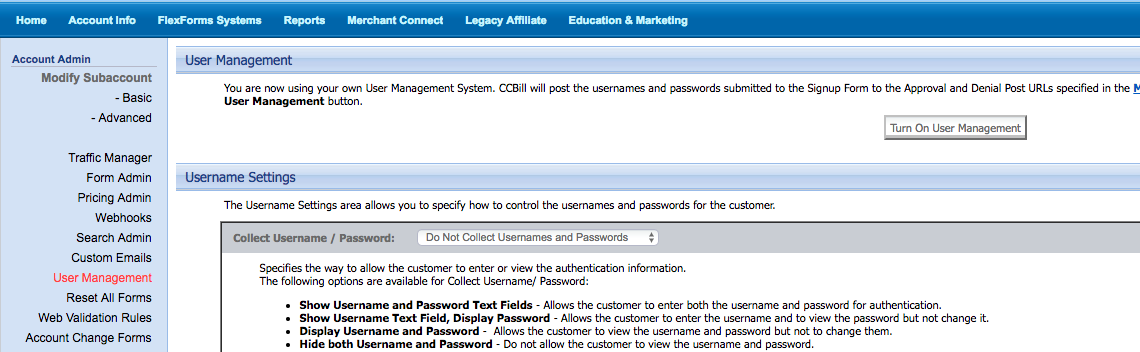 Home Account Info FlexForms Systems Reports Merchant Connect Legacy Affiliate Education & Marketing
Account Admin
Modify Subaccount
- Basic
- Advanced
Traffic Manager
Form Admin
Pricing Admin
Webhooks
Search Admin
Custom Emails
User Management
Reset All Forms
Web Validation Rules
Account Change Forms
User Management
You are now using your own User Management System. CCBill will post the usernames and passwords submitted to the Signup Form to the Approval and Denial Post URLs specified in the
User Management button.
Turn On User Management
Username Settings
The Username Settings area allows you to specify how to control the usernames and passwords for the customer.
Collect Username / Password: Do Not Collect Usernames and Passwords
Specifies the way to allow the customer to enter or view the authentication information.
The following options are available for Collect Username/ Password:
• Show Username and Password Text Fields - Allows the customer to enter both the username and password for authentication.
• Show Username Text Field, Display Password - Allows the customer to enter the username and to view the password but not change it.
• Display Username and Password - Allows the customer to view the username and password but not to change them.
• Hide both Username and Password - Do not allow the customer to view the username and password.